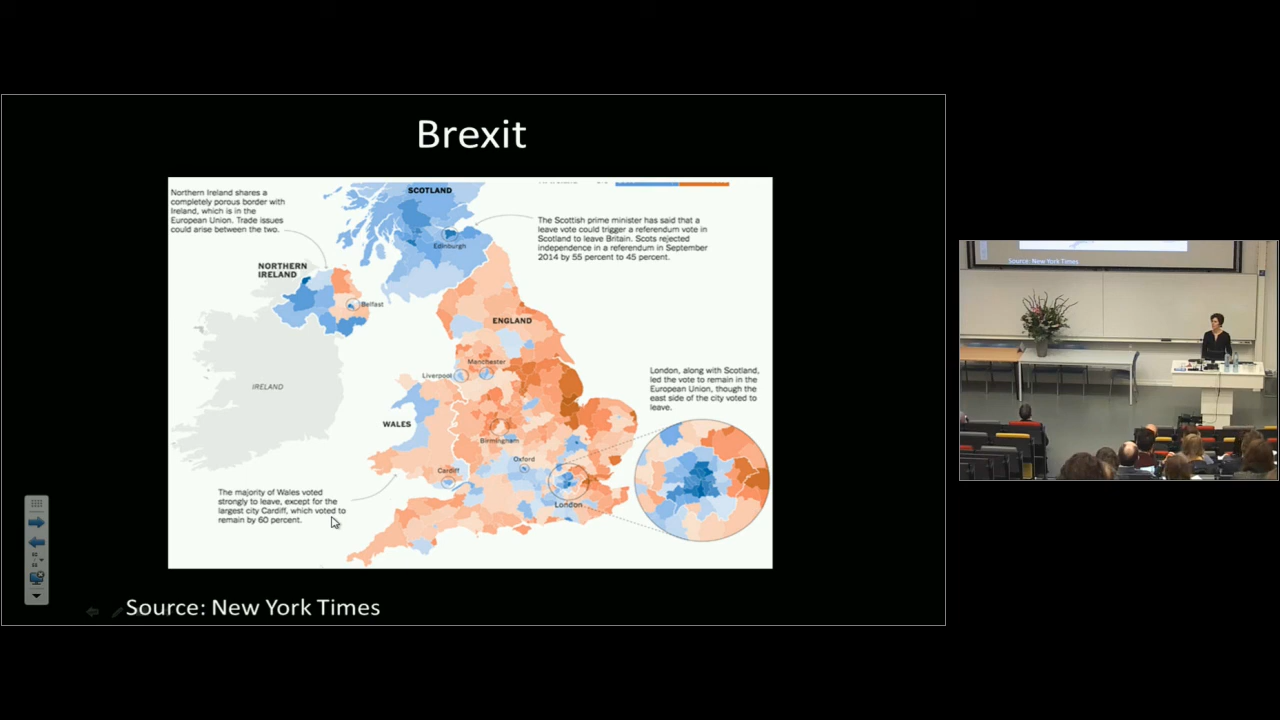 Brexit
Northern Ireland shares a
completely porous border with
Ireland, which is in the
European Union. Trade issues
could arise between the two.
SCOTLAND
Edinburgh
The Scottish prime minister has said that a
leave vote could trigger a referendum vote in
Scotland to leave Britain. Scots rejected
independence in a referendum in September
2014 by 55 percent to 45 percent.
NORTHERN
IRELAND
Belfast
ENGLAND
Manchester
Liverpool
IRELAND
London, along with Scotland,
led the vote to remain in the
European Union, though the
east side of the city voted to
leave.
WALES
Birmingham
Oxford
Cardiff
London
The majority of Wales voted
strongly to leave, except for the
largest city Cardiff, which voted to
remain by 60 percent.
Source: New York Times
Source: New York Times